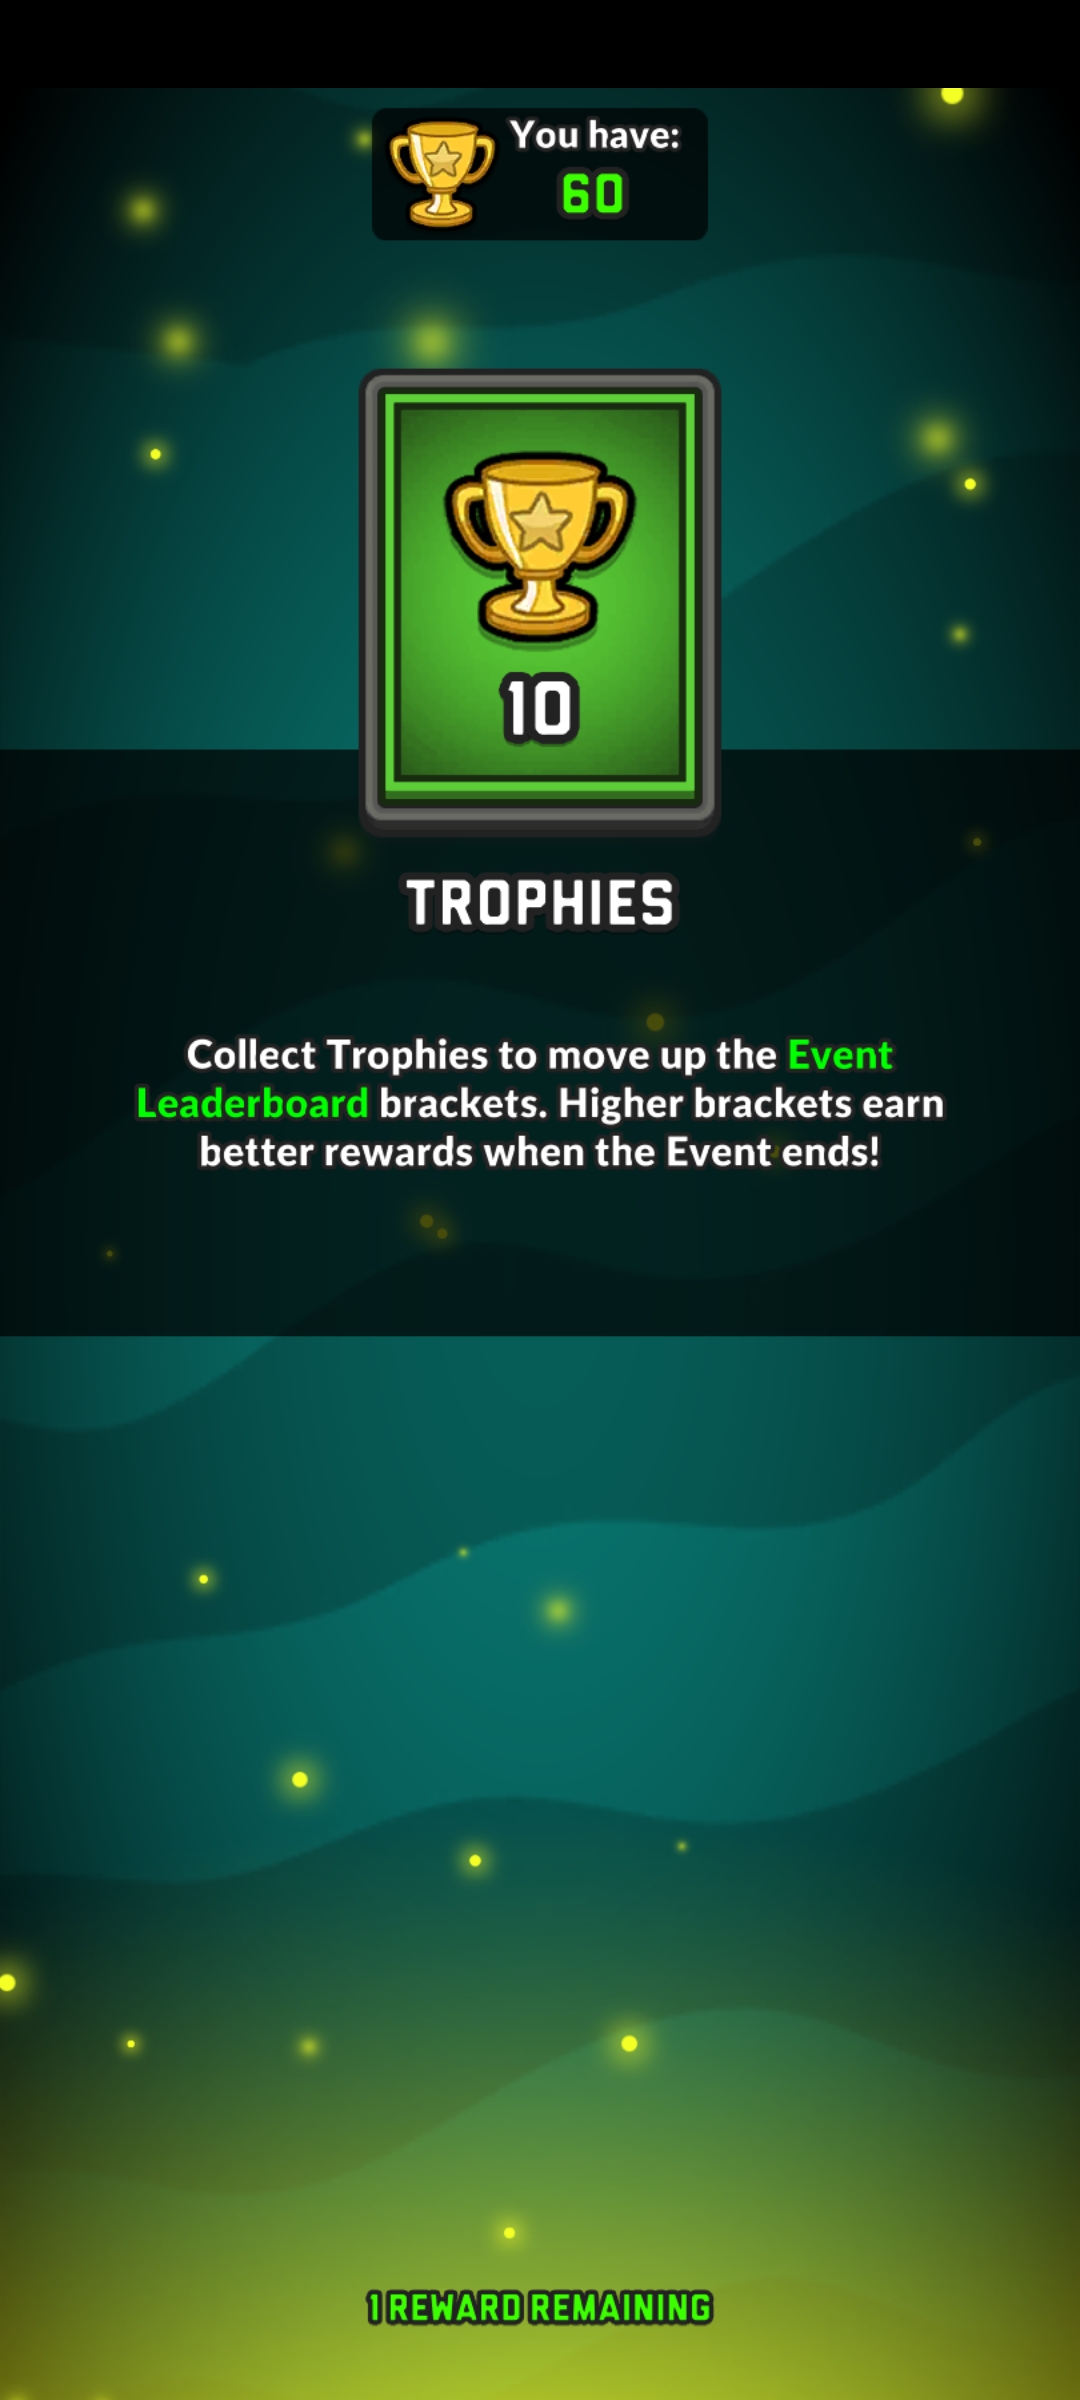 You have:
60
10
TROPHIES
Collect Trophies to move up the Event
Leaderboard brackets. Higher brackets earn
better rewards when the Event ends!
1 REWARD REMAINING